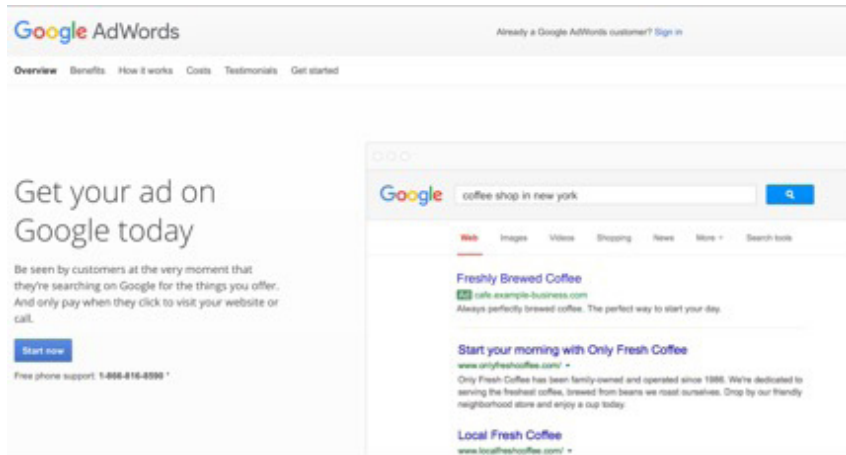 Google AdWords
Already a Google AdWords customer? Sign in
Overview Benefits How it works Costs Testimonials Get started
Get your ad on
Google today
Be seen by customers at the very moment that
they're searching on Google for the things you offer.
And only pay when they click to visit your website or
call.
Start now
Free phone support: 1-866-816-8590 *
Google coffee shop in new york
Web Images Videos Shopping News More Search tools
Freshly Brewed Coffee
Ad cafe.example-business.com
Always perfectly brewed coffee. The perfect way to start your day.
Start your morning with Only Fresh Coffee
www.onlyfreshcoffee.com/
Only Fresh Coffee has been family-owned and operated since 1986. We're dedicated to
serving the freshest coffee, brewed from beans we roast ourselves. Drop by our friendly
neighborhood store and enjoy a cup today.
Local Fresh Coffee
www.localfreshcoffee.com/